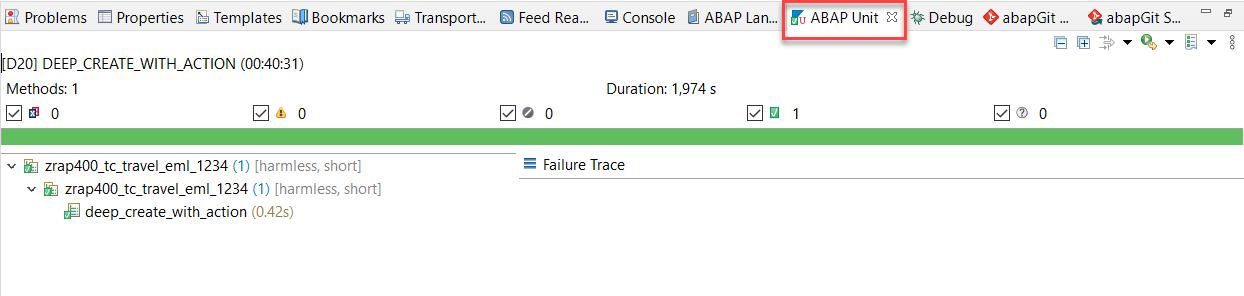 Problems Properties Templates Bookmarks Transport... Feed Rea... Console ABAP Lan... ABAP Unit Debug abapGit ... abapGit S...
[D20] DEEP_CREATE_WITH_ACTION (00:40:31)
Methods: 1 Duration: 1,974 s
0 0 0 1 0
zrap400_tc_travel_eml_1234 (1) [harmless, short] Failure Trace
zrap400_tc_travel_eml_1234 (1) [harmless, short]
deep_create_with_action (0.42s)